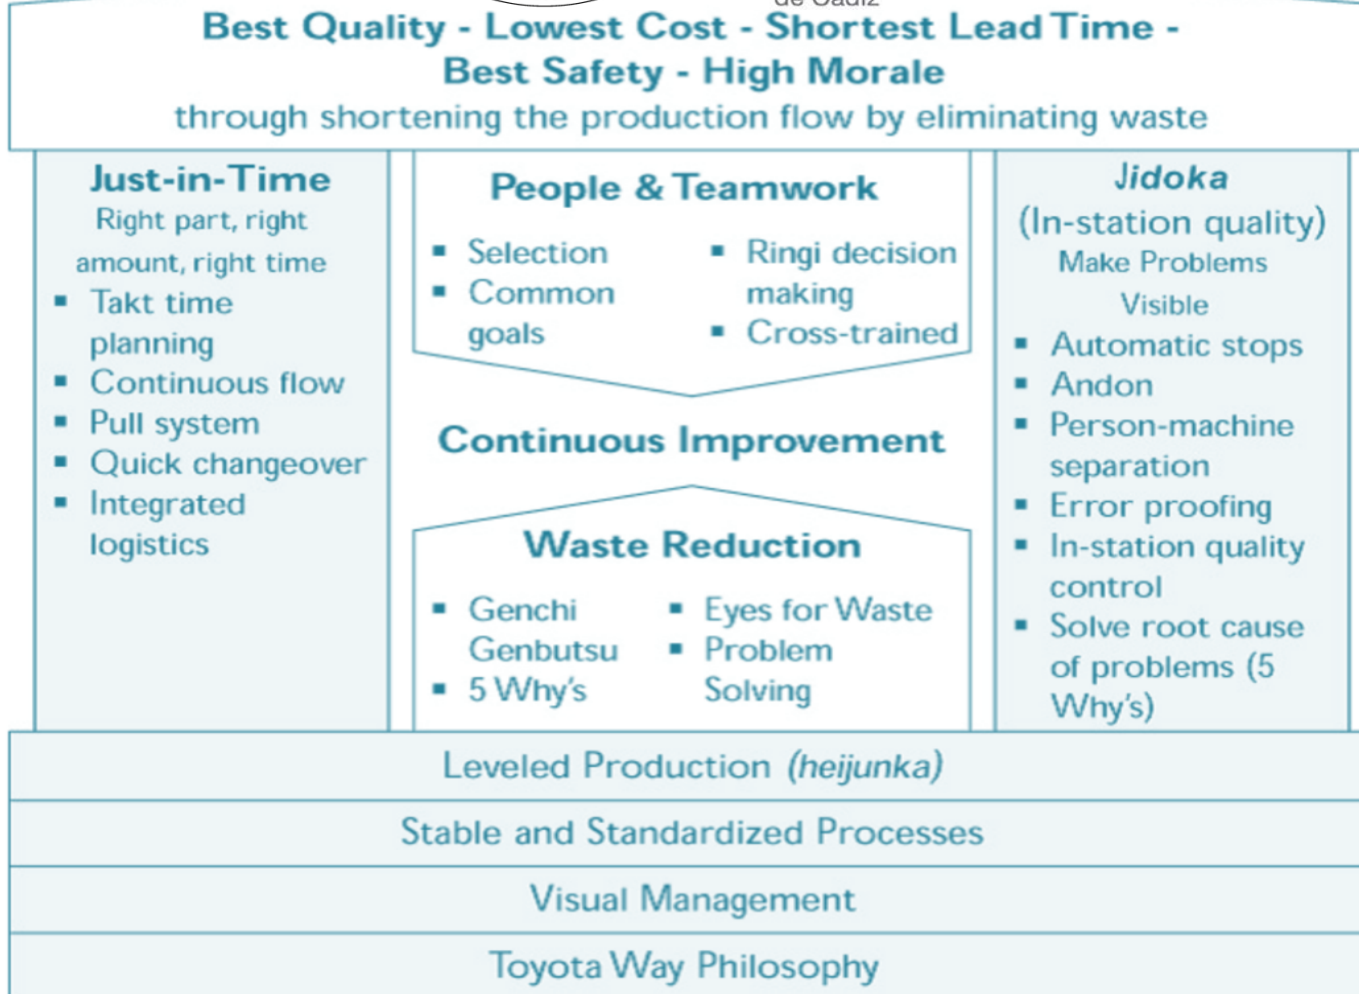 de Cádiz
Best Quality - Lowest Cost - Shortest Lead Time -
Best Safety - High Morale
through shortening the production flow by eliminating waste
Just-in-Time
Right part, right
amount, right time
▪ Takt time
planning
▪ Continuous flow
▪ Pull system
▪ Quick changeover
▪ Integrated
logistics
People & Teamwork
▪ Selection
▪ Common
goals
▪ Ringi decision
making
▪ Cross-trained
Continuous Improvement
Waste Reduction
▪ Genchi
Genbutsu
▪ 5 Why's
▪ Eyes for Waste
▪ Problem
Solving
Jidoka
(In-station quality)
Make Problems
Visible
▪ Automatic stops
▪ Andon
▪ Person-machine
separation
▪ Error proofing
▪ In-station quality
control
▪ Solve root cause
of problems (5
Why's)
Leveled Production (heijunka)
Stable and Standardized Processes
Visual Management
Toyota Way Philosophy